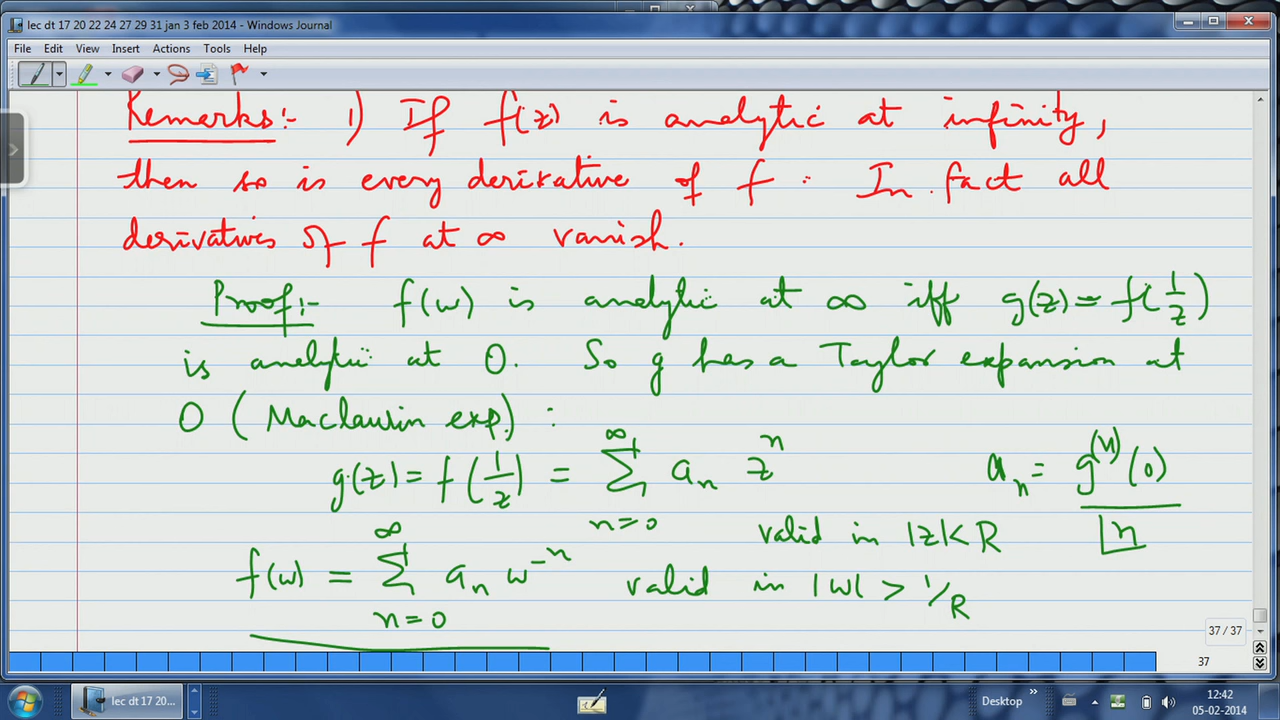 lec dt 17 20 22 24 27 29 31 jan 3 feb 2014 - Windows Journal
File Edit View Insert Actions Tools Help
Remarks:- 1) If f(z) is analytic at infinity,
then so is every derivative of f. In fact all
derivatives of f at ∞ vanish.
Proof:- f(w) is analytic at ∞ iff g(z) = f(1/z)
is analytic at 0. So g has a Taylor expansion at
0 (Maclaurin exp.) :
g(z) = f(1/z) = ∑_{n=0}^{∞} a_n z^n a_n = g^{(n)}(0) / |n
valid in |z| < R
f(w) = ∑_{n=0}^{∞} a_n w^{-n} valid in |w| > 1/R
37 / 37
37
lec dt 17 20...
Desktop
12:42
05-02-2014